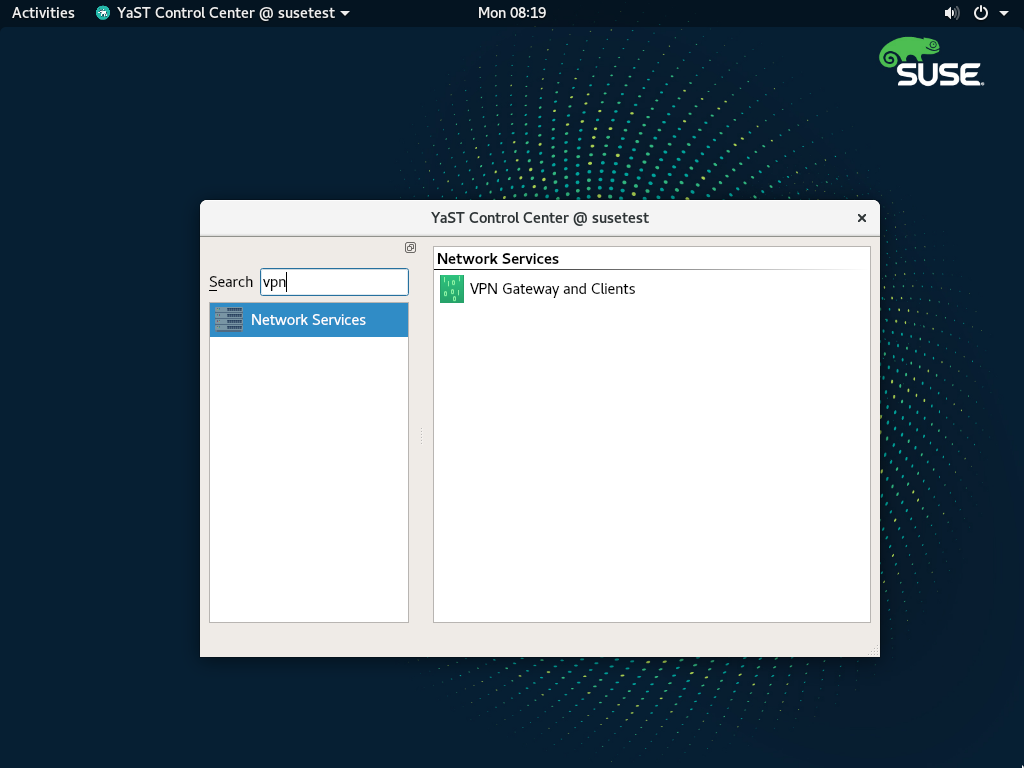 Activities YaST Control Center @ susetest Mon 08:19
SUSE
YaST Control Center @ susetest
Search vpn
Network Services
Network Services
VPN Gateway and Clients